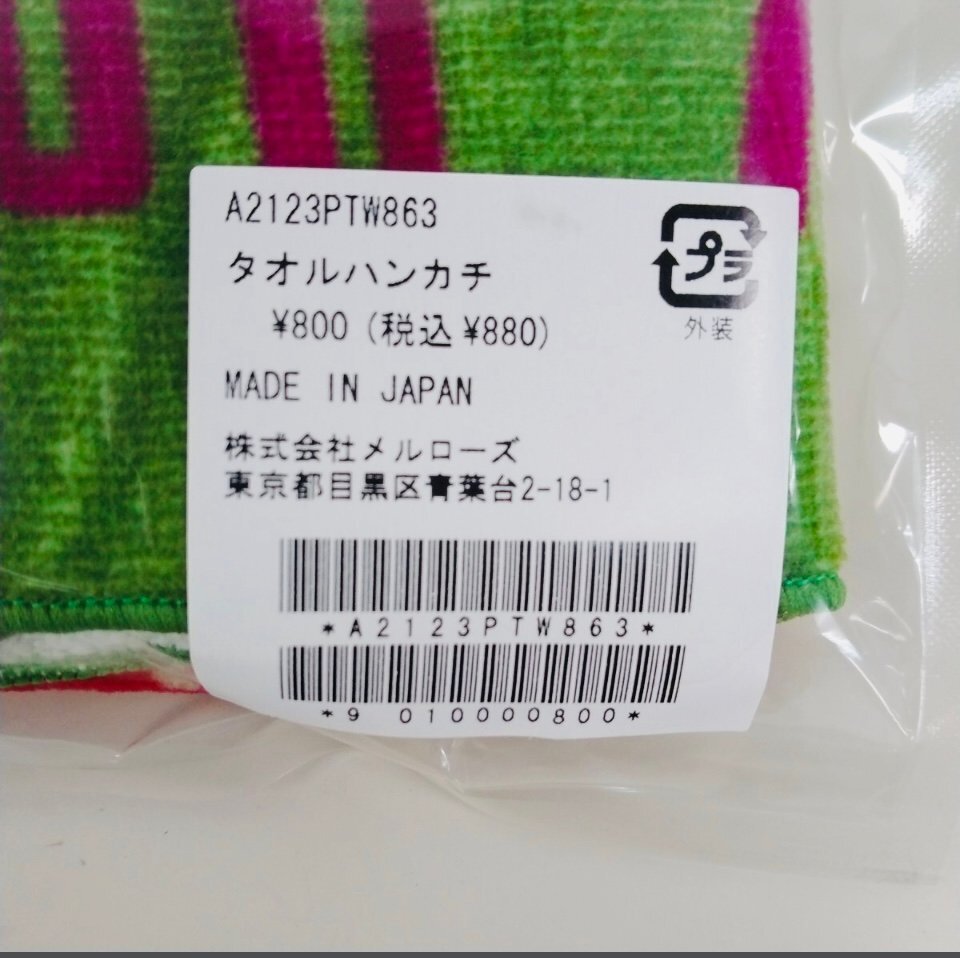 A2123PTW863
タオルハンカチ
¥800 (税込¥880)
MADE IN JAPAN
株式会社メルローズ
東京都目黒区青葉台2-18-1
プラ
外装
*A2123PTW863*
*9 010000800*